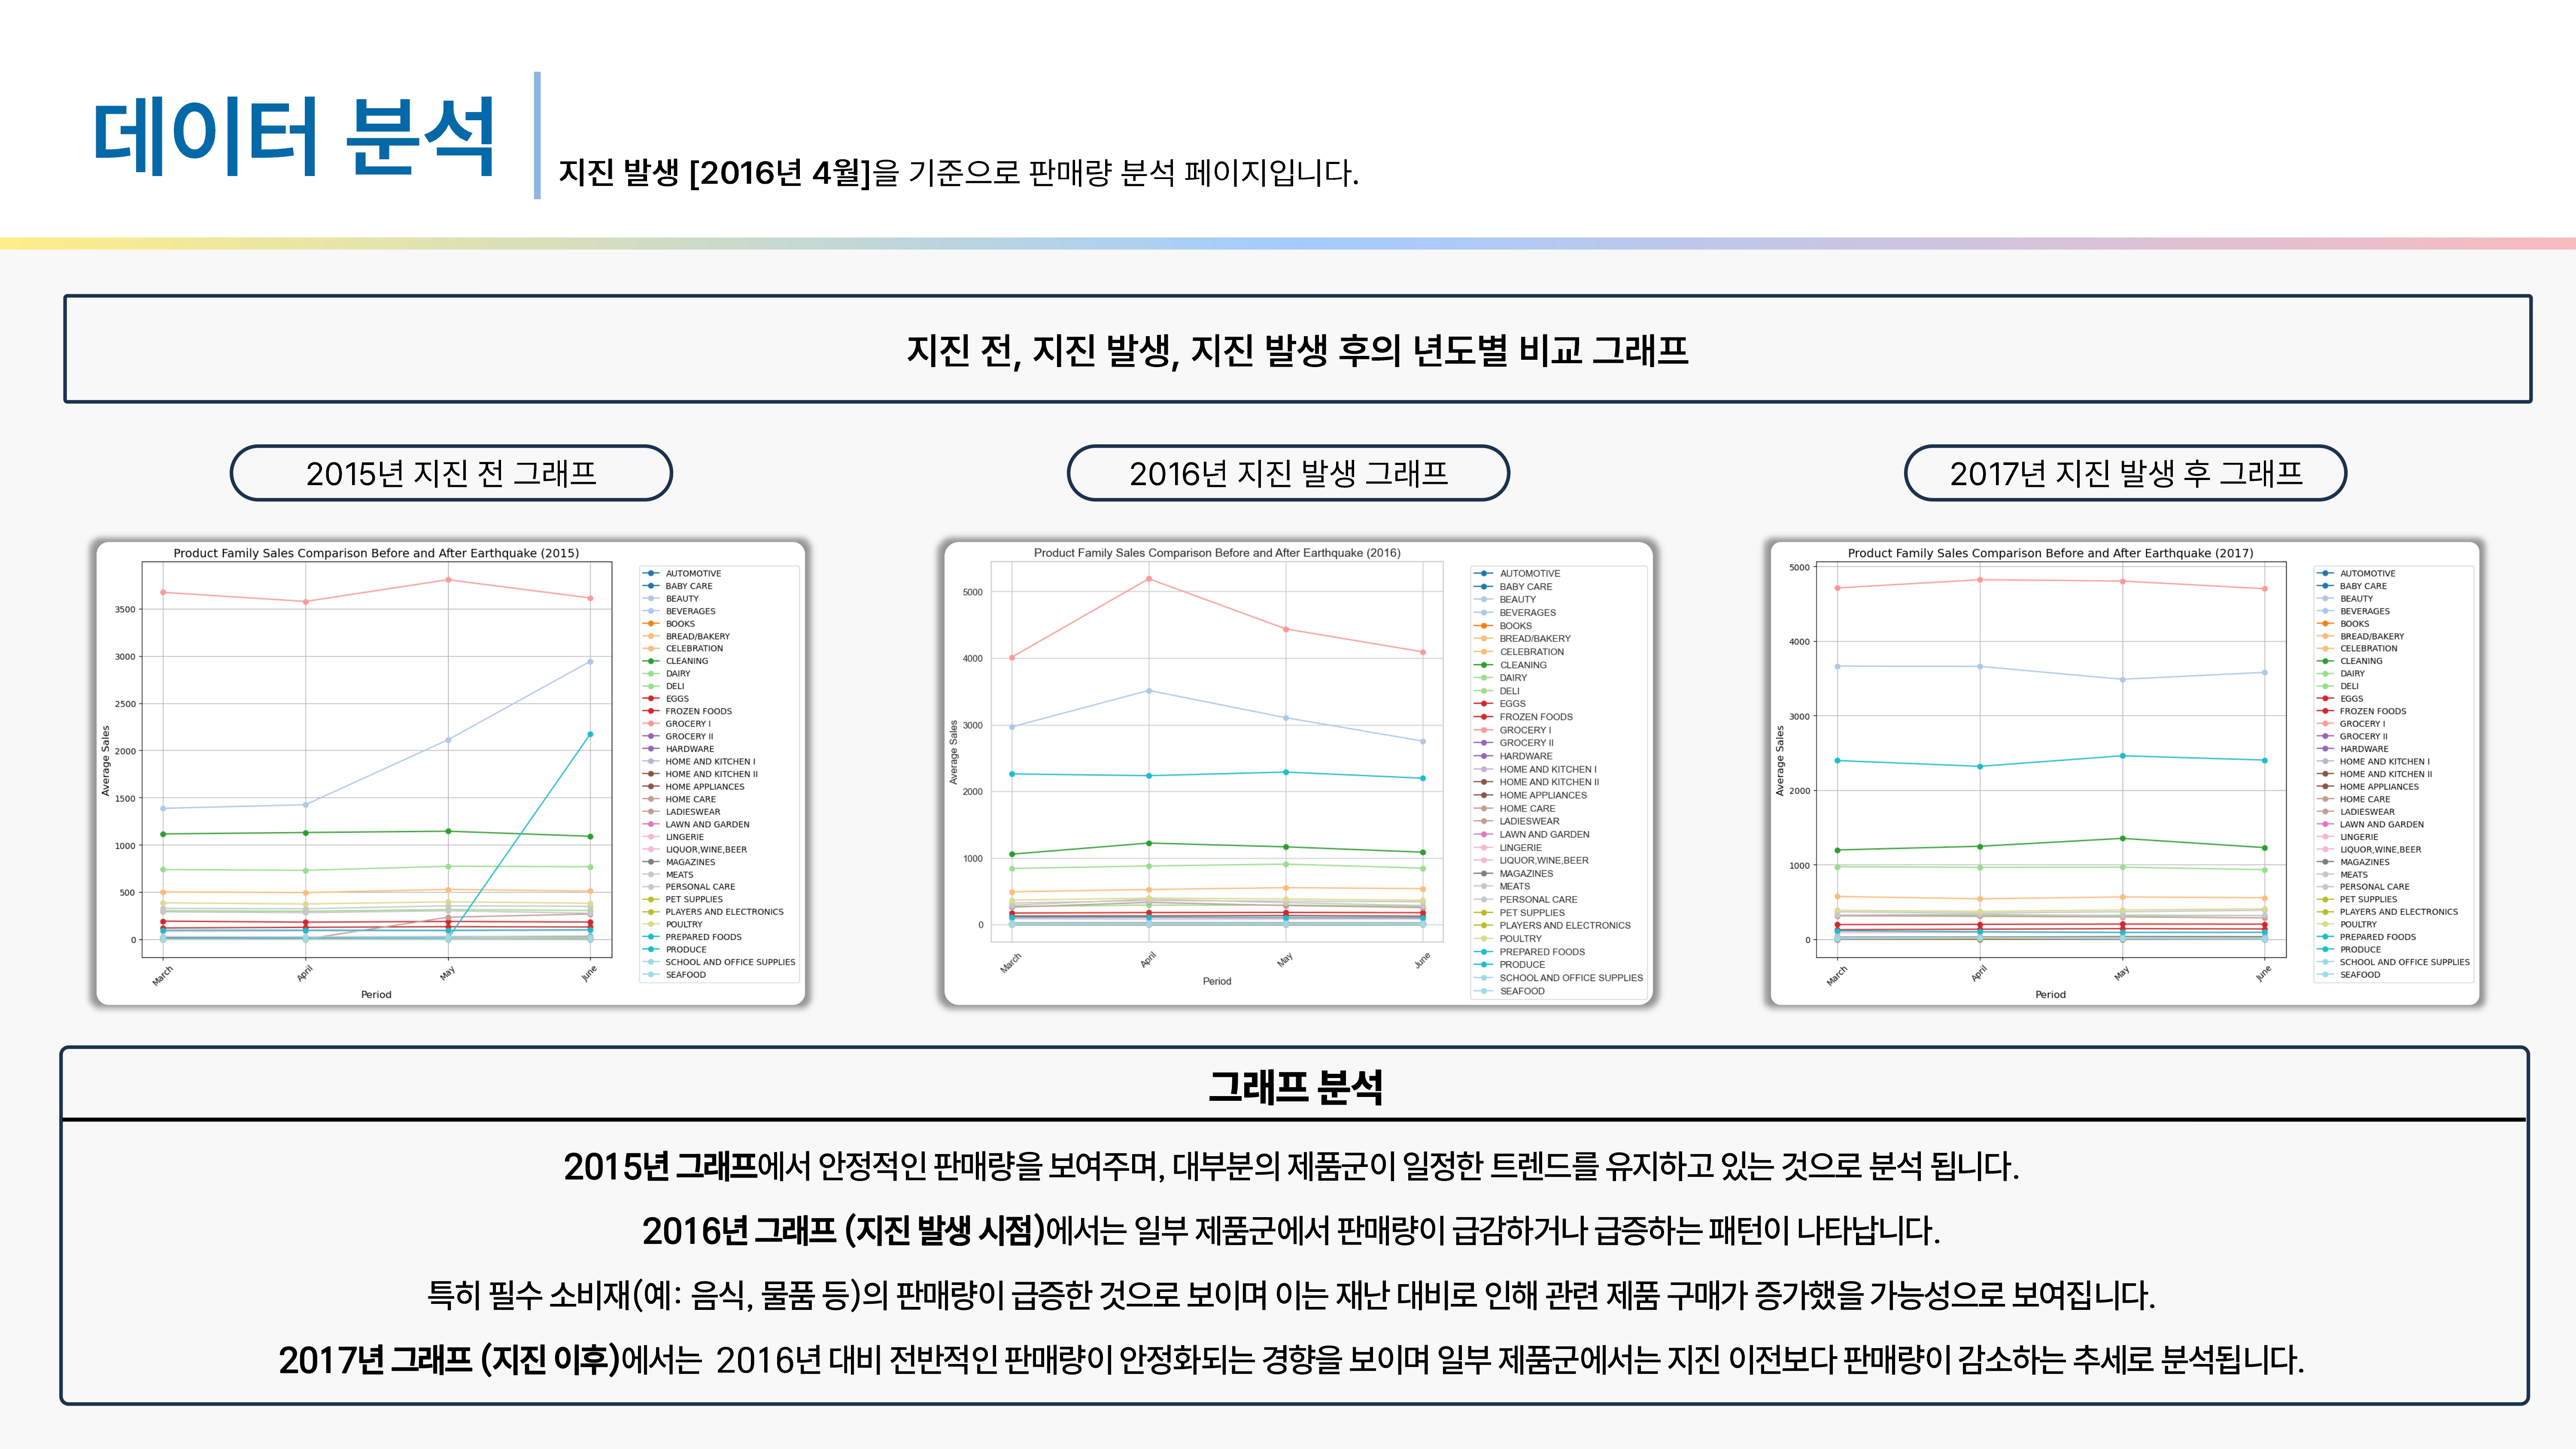 데이터 분석
지진 발생 [2016년 4월]을 기준으로 판매량 분석 페이지입니다.
지진 전, 지진 발생, 지진 발생 후의 년도별 비교 그래프
2015년 지진 전 그래프
2016년 지진 발생 그래프
2017년 지진 발생 후 그래프
Product Family Sales Comparison Before and After Earthquake (2015)
Average Sales
3500
3000
2500
2000
1500
1000
500
0
March
April
May
June
Period
AUTOMOTIVE
BABY CARE
BEAUTY
BEVERAGES
BOOKS
BREAD/BAKERY
CELEBRATION
CLEANING
DAIRY
DELI
EGGS
FROZEN FOODS
GROCERY I
GROCERY II
HARDWARE
HOME AND KITCHEN I
HOME AND KITCHEN II
HOME APPLIANCES
HOME CARE
LADIESWEAR
LAWN AND GARDEN
LINGERIE
LIQUOR,WINE,BEER
MAGAZINES
MEATS
PERSONAL CARE
PET SUPPLIES
PLAYERS AND ELECTRONICS
POULTRY
PREPARED FOODS
PRODUCE
SCHOOL AND OFFICE SUPPLIES
SEAFOOD
Product Family Sales Comparison Before and After Earthquake (2016)
Average Sales
5000
4000
3000
2000
1000
0
March
April
May
June
Period
AUTOMOTIVE
BABY CARE
BEAUTY
BEVERAGES
BOOKS
BREAD/BAKERY
CELEBRATION
CLEANING
DAIRY
DELI
EGGS
FROZEN FOODS
GROCERY I
GROCERY II
HARDWARE
HOME AND KITCHEN I
HOME AND KITCHEN II
HOME APPLIANCES
HOME CARE
LADIESWEAR
LAWN AND GARDEN
LINGERIE
LIQUOR,WINE,BEER
MAGAZINES
MEATS
PERSONAL CARE
PET SUPPLIES
PLAYERS AND ELECTRONICS
POULTRY
PREPARED FOODS
PRODUCE
SCHOOL AND OFFICE SUPPLIES
SEAFOOD
Product Family Sales Comparison Before and After Earthquake (2017)
Average Sales
5000
4000
3000
2000
1000
0
March
April
May
June
Period
AUTOMOTIVE
BABY CARE
BEAUTY
BEVERAGES
BOOKS
BREAD/BAKERY
CELEBRATION
CLEANING
DAIRY
DELI
EGGS
FROZEN FOODS
GROCERY I
GROCERY II
HARDWARE
HOME AND KITCHEN I
HOME AND KITCHEN II
HOME APPLIANCES
HOME CARE
LADIESWEAR
LAWN AND GARDEN
LINGERIE
LIQUOR,WINE,BEER
MAGAZINES
MEATS
PERSONAL CARE
PET SUPPLIES
PLAYERS AND ELECTRONICS
POULTRY
PREPARED FOODS
PRODUCE
SCHOOL AND OFFICE SUPPLIES
SEAFOOD
그래프 분석
2015년 그래프에서 안정적인 판매량을 보여주며, 대부분의 제품군이 일정한 트렌드를 유지하고 있는 것으로 분석 됩니다.
2016년 그래프 (지진 발생 시점)에서는 일부 제품군에서 판매량이 급감하거나 급증하는 패턴이 나타납니다.
특히 필수 소비재(예: 음식, 물품 등)의 판매량이 급증한 것으로 보이며 이는 재난 대비로 인해 관련 제품 구매가 증가했을 가능성으로 보여집니다.
2017년 그래프 (지진 이후)에서는 2016년 대비 전반적인 판매량이 안정화되는 경향을 보이며 일부 제품군에서는 지진 이전보다 판매량이 감소하는 추세로 분석됩니다.